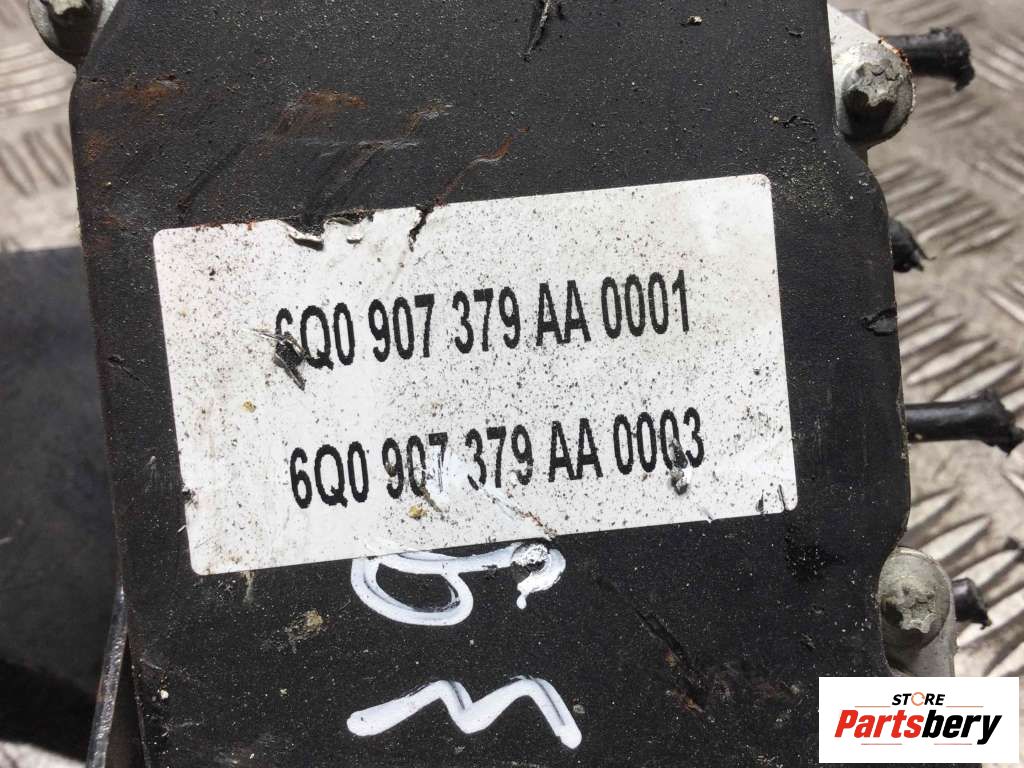 6Q0 907 379 AA 0001
6Q0 907 379 AA 0003
STORE
Partsbery